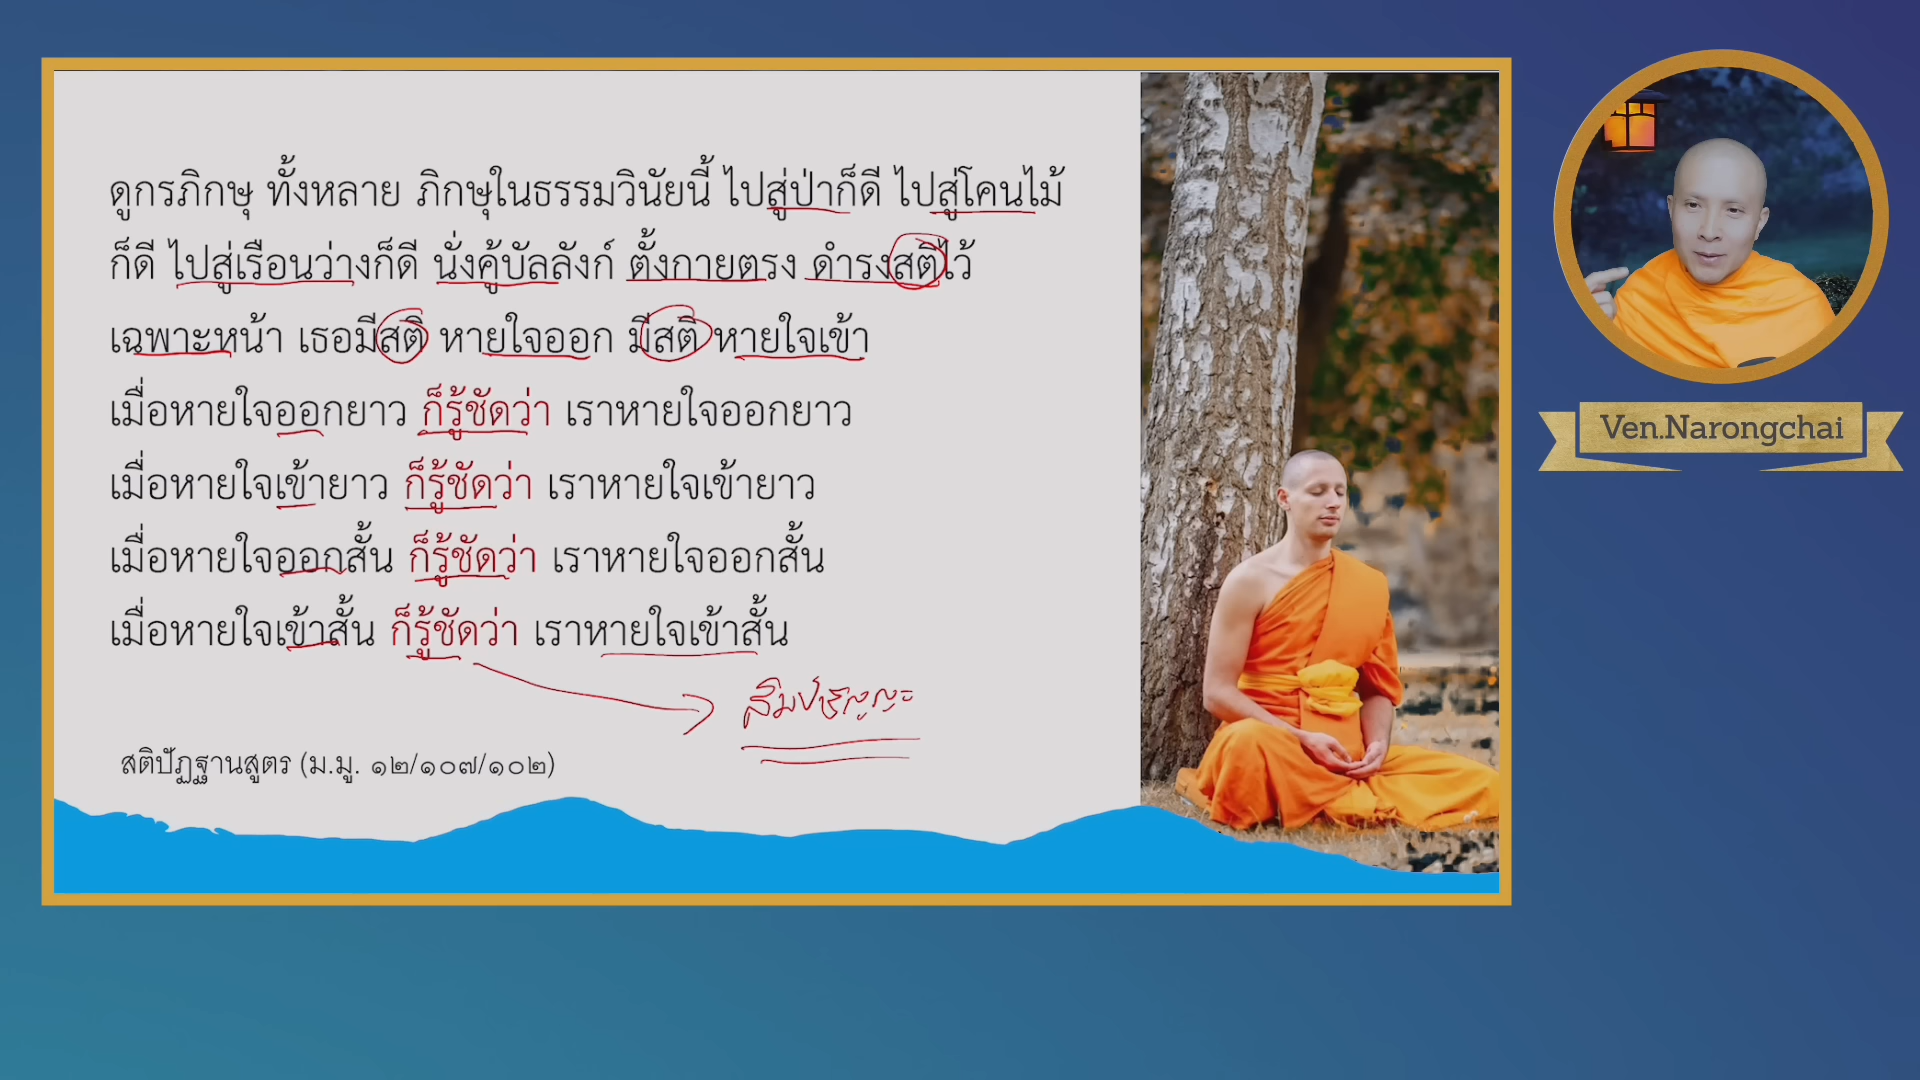 ดูกรภิกษุ ทั้งหลาย ภิกษุในธรรมวินัยนี้ ไปสู่ป่าก็ดี ไปสู่โคนไม้
ก็ดี ไปสู่เรือนว่างก็ดี นั่งคู้บัลลังก์ ตั้งกายตรง ดำรงสติไว้
เฉพาะหน้า เธอมีสติ หายใจออก มีสติ หายใจเข้า
เมื่อหายใจออกยาว ก็รู้ชัดว่า เราหายใจออกยาว
เมื่อหายใจเข้ายาว ก็รู้ชัดว่า เราหายใจเข้ายาว
เมื่อหายใจออกสั้น ก็รู้ชัดว่า เราหายใจออกสั้น
เมื่อหายใจเข้าสั้น ก็รู้ชัดว่า เราหายใจเข้าสั้น
สัมปชัญญะ
สติปัฏฐานสูตร (ม.มู. ๑๒/๑๐๗/๑๐๒)
Ven.Narongchai